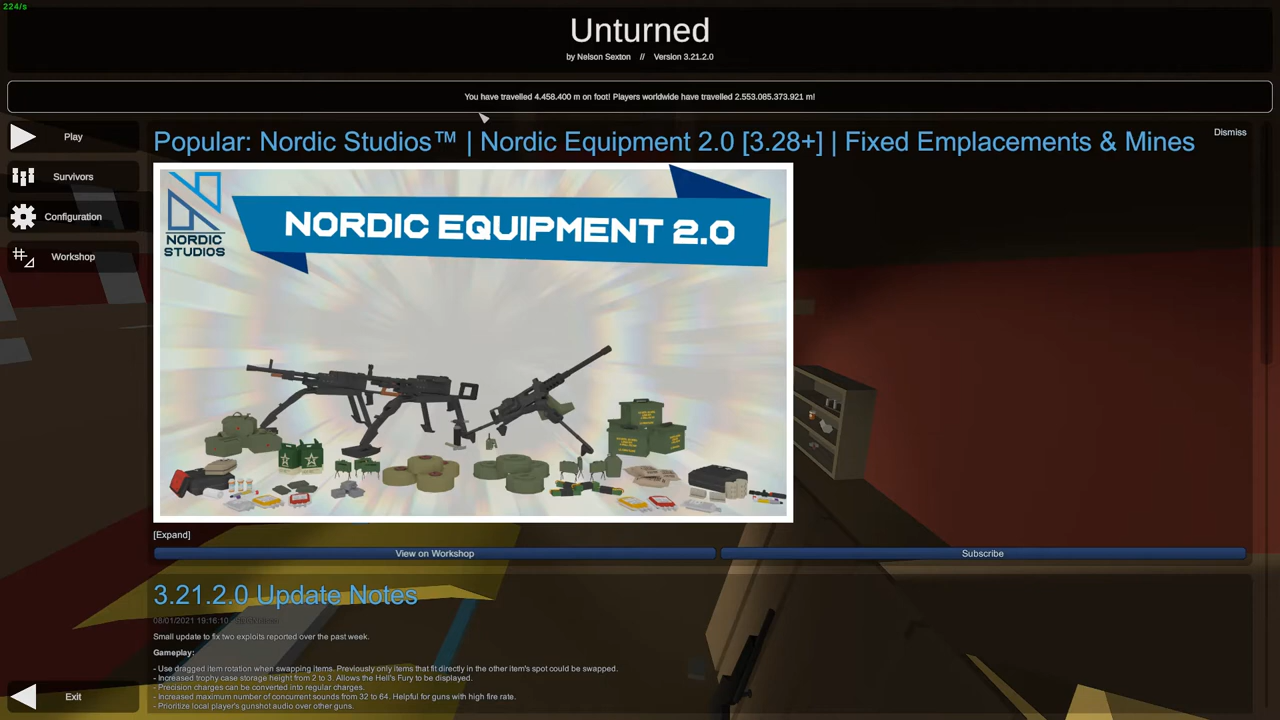 224/s
Unturned
by Nelson Sexton // Version 3.21.2.0
You have travelled 4.458.400 m on foot! Players worldwide have travelled 2.553.085.373.921 m!
Play
Survivors
Configuration
Workshop
Popular: Nordic Studios™ | Nordic Equipment 2.0 [3.28+] | Fixed Emplacements & Mines
Dismiss
NORDIC STUDIOS
NORDIC EQUIPMENT 2.0
[Expand]
View on Workshop
Subscribe
3.21.2.0 Update Notes
06/01/2021 19:16:10
Small update to fix two exploits reported over the past week.
Gameplay:
- Use dragged item rotation when swapping items. Previously only items that fit directly in the other item's spot could be swapped.
- Increased trophy case storage height from 2 to 3. Allows the Hell's Fury to be displayed.
- Precision charges can be converted into regular charges.
- Increased maximum number of concurrent sounds from 32 to 64. Helpful for guns with high fire rate.
- Prioritize local player's gunshot audio over other guns.
Exit